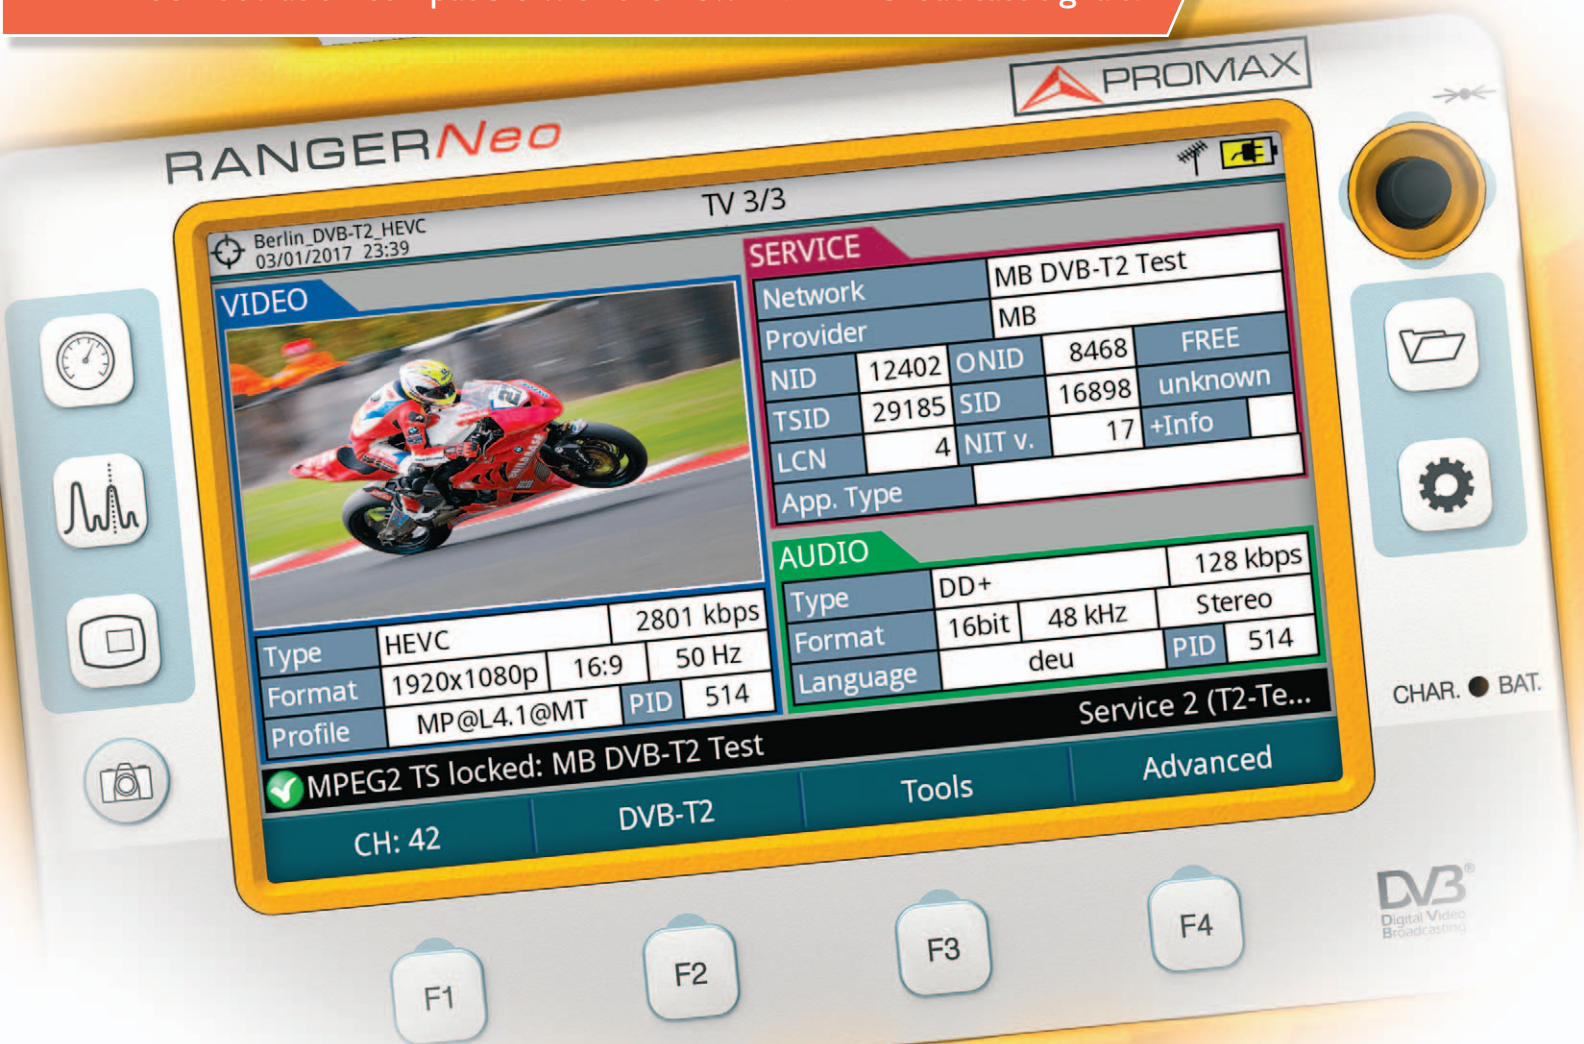 RANGERNeo
PROMAX
Berlin_DVB-T2_HEVC
03/01/2017 23:39
TV 3/3
VIDEO
Type HEVC 2801 kbps
Format 1920x1080p 16:9 50 Hz
Profile MP@L4.1@MT PID 514
SERVICE
Network MB DVB-T2 Test
Provider MB
NID 12402 ONID 8468 FREE
TSID 29185 SID 16898 unknown
LCN 4 NIT v. 17 +Info
App. Type
AUDIO
Type DD+ 128 kbps
Format 16bit 48 kHz Stereo
Language deu PID 514
MPEG2 TS locked: MB DVB-T2 Test Service 2 (T2-Te...
CH: 42 DVB-T2 Tools Advanced
CHAR. BAT.
F1 F2 F3 F4
DVB®
Digital Video
Broadcasting